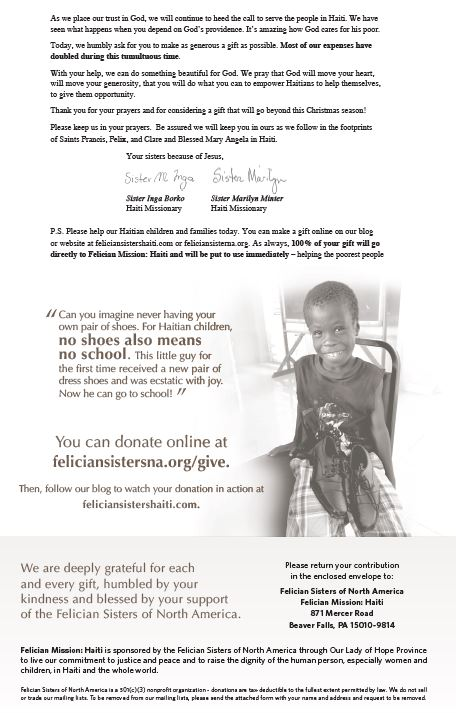 As we place our trust in God, we will continue to heed the call to serve the people in Haiti. We have
seen what happens when you depend on God's providence. It's amazing how God cares for his poor.
Today, we humbly ask for you to make as generous a gift as possible. Most of our expenses have
doubled during this tumultuous time.
With your help, we can do something beautiful for God. We pray that God will move your heart,
will move your generosity, that you will do what you can to empower Haitians to help themselves,
to give them opportunity.
Thank you for your prayers and for considering a gift that will go beyond this Christmas season!
Please keep us in your prayers. Be assured we will keep you in ours as we follow in the footprints
of Saints Francis, Felix, and Clare and Blessed Mary Angela in Haiti.
Your sisters because of Jesus,
Sister M. Inga Sister Marilyn
Sister Inga Borko Sister Marilyn Minter
Haiti Missionary Haiti Missionary
P.S. Please help our Haitian children and families today. You can make a gift online on our blog
or website at feliciansistershaiti.com or feliciansisterna.org. As always, 100% of your gift will go
directly to Felician Mission: Haiti and will be put to use immediately – helping the poorest people
“Can you imagine never having your
own pair of shoes. For Haitian children,
no shoes also means
no school. This little guy for
the first time received a new pair of
dress shoes and was ecstatic with joy.
Now he can go to school!”
You can donate online at
feliciansistersna.org/give.
Then, follow our blog to watch your donation in action at
feliciansistershaiti.com.
We are deeply grateful for each
and every gift, humbled by your
kindness and blessed by your support
of the Felician Sisters of North America.
Please return your contribution
in the enclosed envelope to:
Felician Sisters of North America
Felician Mission: Haiti
871 Mercer Road
Beaver Falls, PA 15010-9814
Felician Mission: Haiti is sponsored by the Felician Sisters of North America through Our Lady of Hope Province
to live our commitment to justice and peace and to raise the dignity of the human person, especially women and
children, in Haiti and the whole world.
Felician Sisters of North America is a 501(c)(3) nonprofit organization - donations are tax-deductible to the fullest extent permitted by law. We do not sell
or trade our mailing lists. To be removed from our mailing lists, please send the attached form with your name and address and request to be removed.